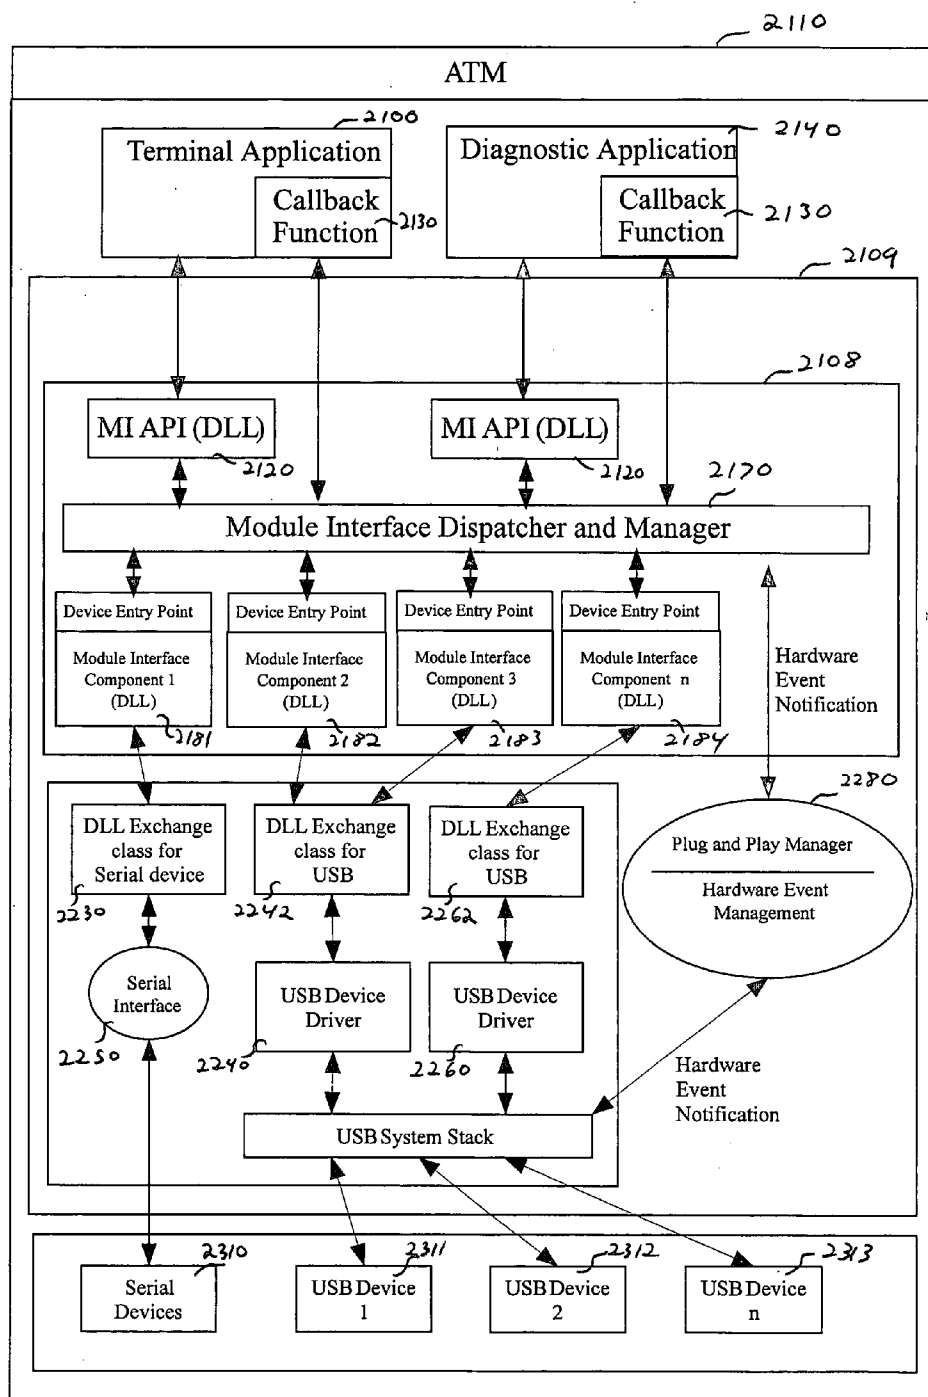 2110
ATM
2100
Terminal Application
Callback
Function
2130
2140
Diagnostic Application
Callback
Function
2130
2109
2108
MI API (DLL)
2120
MI API (DLL)
2120
2170
Module Interface Dispatcher and Manager
Device Entry Point
Module Interface
Component 1
(DLL)
2181
Device Entry Point
Module Interface
Component 2
(DLL)
2182
Device Entry Point
Module Interface
Component 3
(DLL)
2183
Device Entry Point
Module Interface
Component n
(DLL)
2184
Hardware
Event
Notification
2280
Plug and Play Manager
Hardware Event
Management
DLL Exchange
class for
Serial device
2230
DLL Exchange
class for
USB
2242
DLL Exchange
class for
USB
2262
Serial
Interface
2250
USB Device
Driver
2240
USB Device
Driver
2260
Hardware
Event
Notification
USB System Stack
2310
Serial
Devices
2311
USB Device
1
2312
USB Device
2
2313
USB Device
n